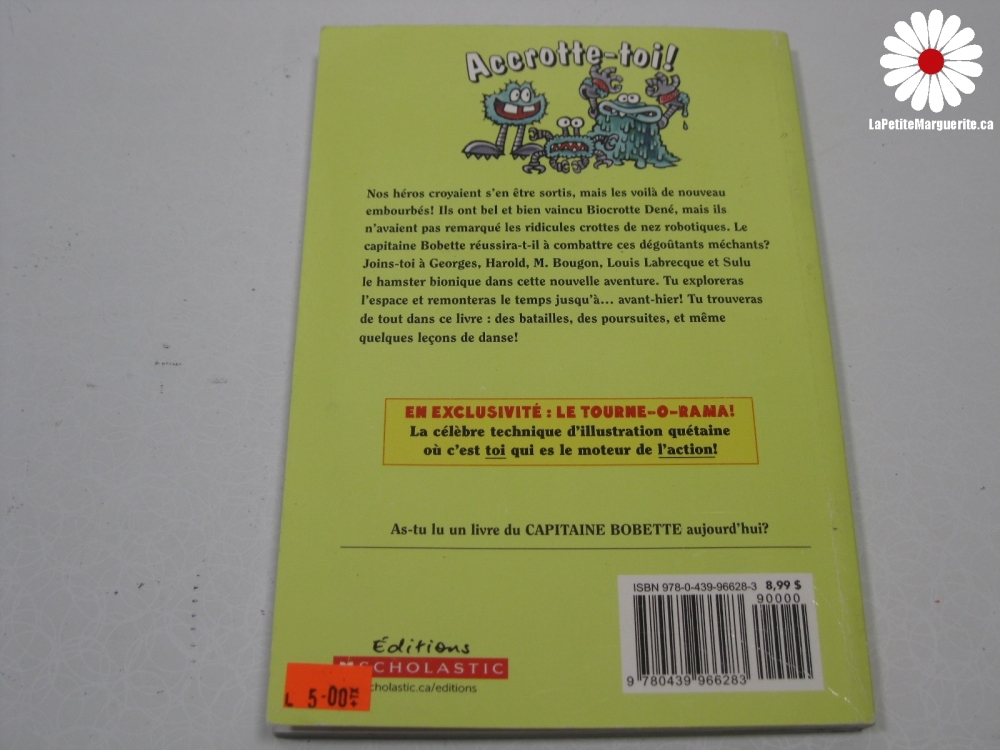 Accrotte-toi!
LaPetiteMarguerite.ca
Nos héros croyaient s'en être sortis, mais les voilà de nouveau
embourbés! Ils ont bel et bien vaincu Biocrotte Dené, mais ils
n'avaient pas remarqué les ridicules crottes de nez robotiques. Le
capitaine Bobette réussira-t-il à combattre ces dégoûtants méchants?
Joins-toi à Georges, Harold, M. Bougon, Louis Labrecque et Sulu
le hamster bionique dans cette nouvelle aventure. Tu exploreras
l'espace et remonteras le temps jusqu'à... avant-hier! Tu trouveras
de tout dans ce livre : des batailles, des poursuites, et même
quelques leçons de danse!
EN EXCLUSIVITÉ : LE TOURNE-O-RAMA!
La célèbre technique d'illustration quétaine
où c'est toi qui es le moteur de l'action!
As-tu lu un livre du CAPITAINE BOBETTE aujourd'hui?
ISBN 978-0-439-96628-3 8,99 $
90000
9 780439 966283
Éditions
SCHOLASTIC
cholastic.ca/editions
L 5-00